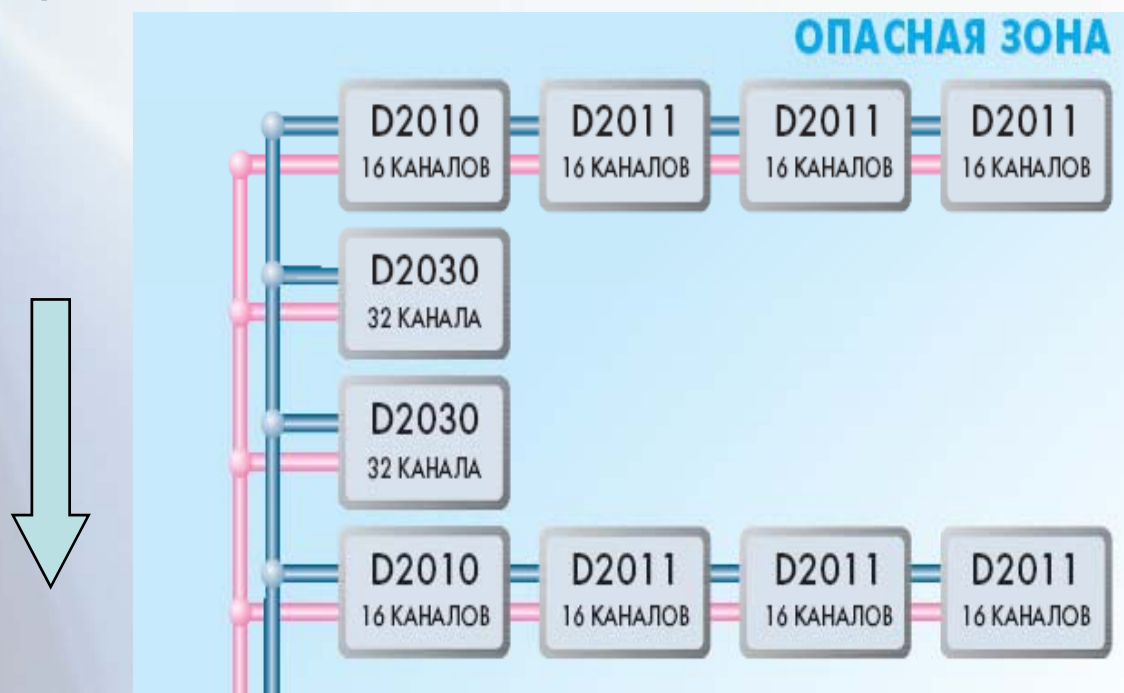 ОПАСНАЯ ЗОНА
D2010
16 КАНАЛОВ
D2011
16 КАНАЛОВ
D2011
16 КАНАЛОВ
D2011
16 КАНАЛОВ
D2030
32 КАНАЛА
D2030
32 КАНАЛА
D2010
16 КАНАЛОВ
D2011
16 КАНАЛОВ
D2011
16 КАНАЛОВ
D2011
16 КАНАЛОВ